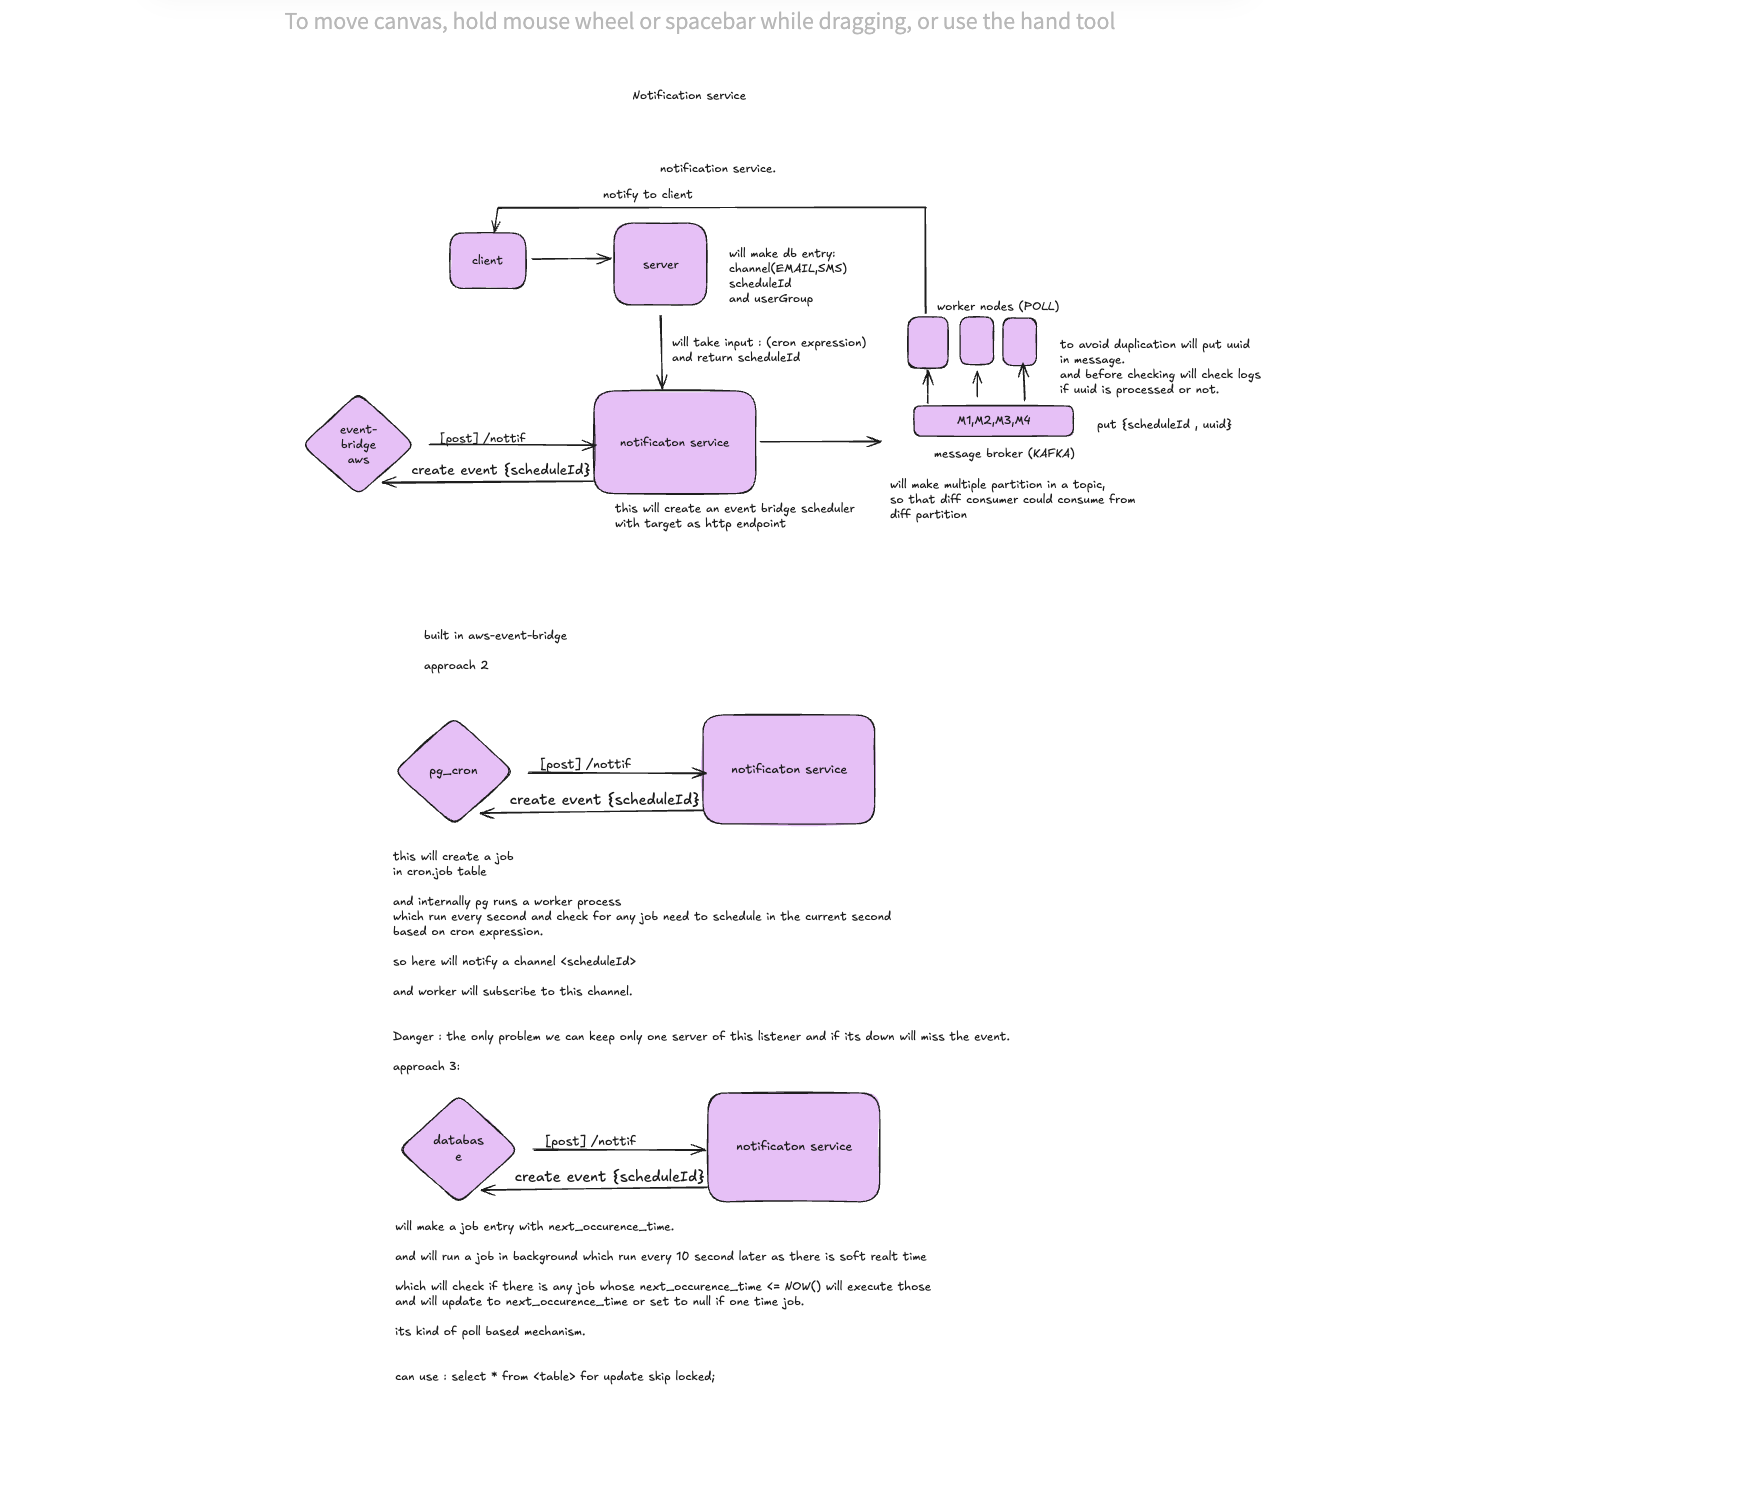 To move canvas, hold mouse wheel or spacebar while dragging, or use the hand tool
Notification service
notification service.
notify to client
client
server
will make db entry:
channel(EMAIL,SMS)
scheduleId
and userGroup
will take input : (cron expression)
and return scheduleId
worker nodes (POLL)
to avoid duplication will put uuid
in message.
and before checking will check logs
if uuid is processed or not.
M1,M2,M3,M4
put {scheduleId , uuid}
message broker (KAFKA)
will make multiple partition in a topic,
so that diff consumer could consume from
diff partition
event-
bridge
aws
[post] /nottif
create event {scheduleId}
notificaton service
this will create an event bridge scheduler
with target as http endpoint
built in aws-event-bridge
approach 2
pg_cron
[post] /nottif
create event {scheduleId}
notificaton service
this will create a job
in cron.job table
and internally pg runs a worker process
which run every second and check for any job need to schedule in the current second
based on cron expression.
so here will notify a channel <scheduleId>
and worker will subscribe to this channel.
Danger : the only problem we can keep only one server of this listener and if its down will miss the event.
approach 3:
databas
e
[post] /nottif
create event {scheduleId}
notificaton service
will make a job entry with next_occurence_time.
and will run a job in background which run every 10 second later as there is soft realt time
which will check if there is any job whose next_occurence_time <= NOW() will execute those
and will update to next_occurence_time or set to null if one time job.
its kind of poll based mechanism.
can use : select * from <table> for update skip locked;